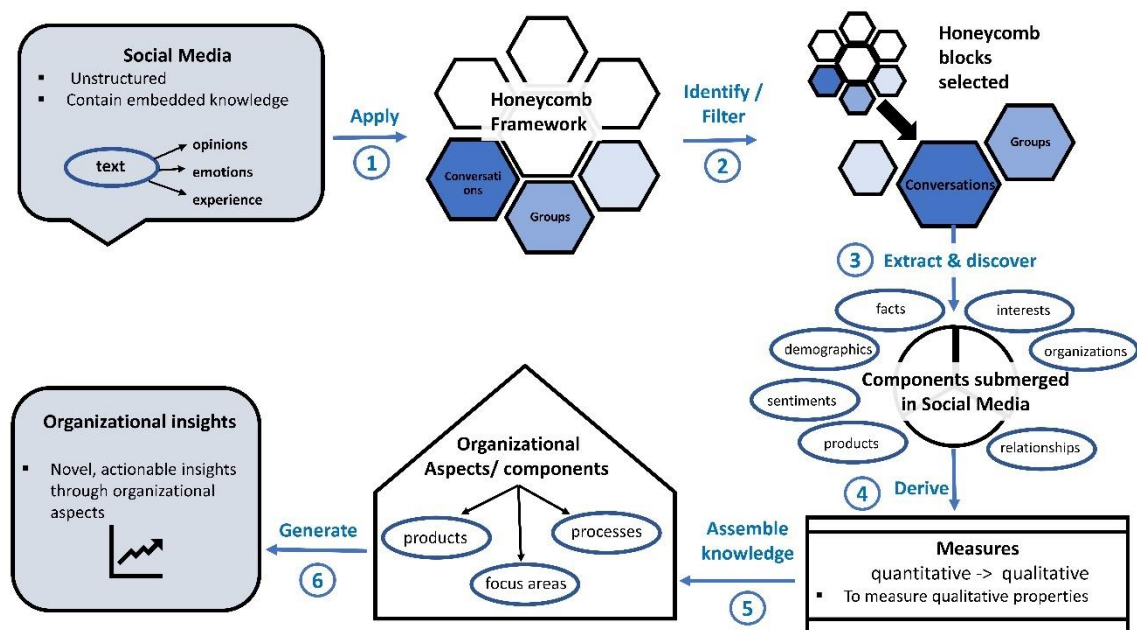 Social Media
▪ Unstructured
▪ Contain embedded knowledge
text
opinions
emotions
experience
Apply
1
Honeycomb
Framework
Conversati
ons
Groups
Identify /
Filter
2
Honeycomb
blocks
selected
Groups
Conversations
3
Extract & discover
facts
interests
demographics
organizations
Components submerged
in Social Media
sentiments
products
relationships
4
Derive
Measures
quantitative -> qualitative
▪ To measure qualitative properties
Assemble
knowledge
5
Organizational
Aspects/ components
products
processes
focus areas
Generate
6
Organizational insights
▪ Novel, actionable insights
through organizational
aspects